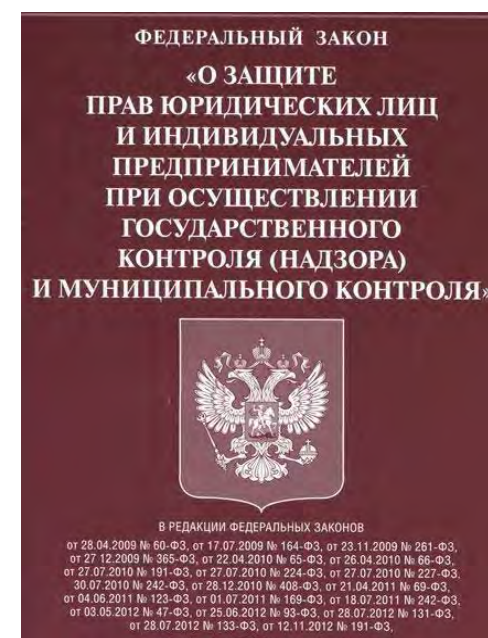 ФЕДЕРАЛЬНЫЙ ЗАКОН
«О ЗАЩИТЕ
ПРАВ ЮРИДИЧЕСКИХ ЛИЦ
И ИНДИВИДУАЛЬНЫХ
ПРЕДПРИНИМАТЕЛЕЙ
ПРИ ОСУЩЕСТВЛЕНИИ
ГОСУДАРСТВЕННОГО
КОНТРОЛЯ (НАДЗОРА)
И МУНИЦИПАЛЬНОГО КОНТРОЛЯ»
В РЕДАКЦИИ ФЕДЕРАЛЬНЫХ ЗАКОНОВ
от 28.04.2009 № 60-ФЗ, от 17.07.2009 № 164-ФЗ, от 23.11.2009 № 261-ФЗ,
от 27.12.2009 № 365-ФЗ, от 22.04.2010 № 65-ФЗ, от 26.04.2010 № 66-ФЗ,
от 27.07.2010 № 191-ФЗ, от 27.07.2010 № 224-ФЗ, от 27.07.2010 № 227-ФЗ,
30.07.2010 № 242-ФЗ, от 28.12.2010 № 408-ФЗ, от 21.04.2011 № 69-ФЗ,
от 04.06.2011 № 123-ФЗ, от 01.07.2011 № 169-ФЗ, от 18.07.2011 № 242-ФЗ,
от 03.05.2012 № 47-ФЗ, от 25.06.2012 № 93-ФЗ, от 28.07.2012 № 131-ФЗ,
от 28.07.2012 № 133-ФЗ, от 12.11.2012 № 191-ФЗ,